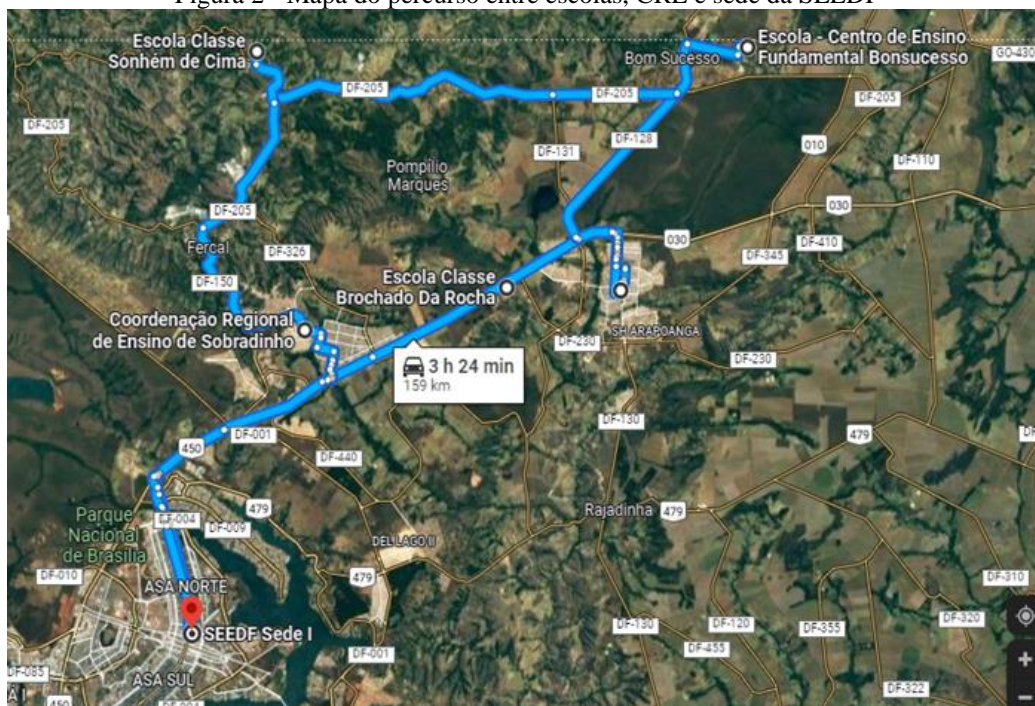 Figura 2 - Mapa do percurso entre escolas, CRE e sede da SEEDF
Escola Classe
Sonhém de Cima
Bom Sucesso
Escola - Centro de Ensino
Fundamental Bonsucesso
GO-430
DF-205
DF-205
DF-205
DF-205
DF-128
DF-131
010
DF-110
Pompílio
Marques
DF-205
Fercal
DF-326
030
030
DF-410
DF-345
DF-150
Escola Classe
Brochado Da Rocha
Coordenação Regional
de Ensino de Sobradinho
SH ARAPOANGA
DF-230
DF-230
3 h 24 min
159 km
DF-130
450
DF-001
DF-440
479
479
Rajadinha
479
Parque
Nacional
de Brasília
DF-004
DF-009
DEL LAGO II
DF-010
479
ASA NORTE
DF-310
SEEDF Sede I
DF-130
DF-120
DF-355
DF-320
DF-455
DF-001
DF-085
ASA SUL
DF-322
450